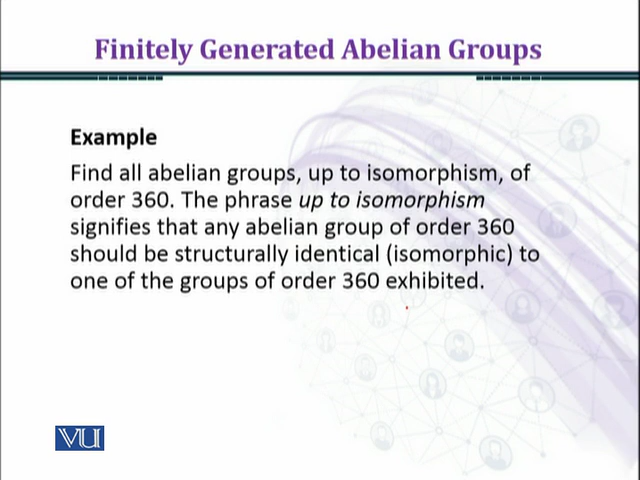 Finitely Generated Abelian Groups
Example
Find all abelian groups, up to isomorphism, of
order 360. The phrase up to isomorphism
signifies that any abelian group of order 360
should be structurally identical (isomorphic) to
one of the groups of order 360 exhibited.
VU